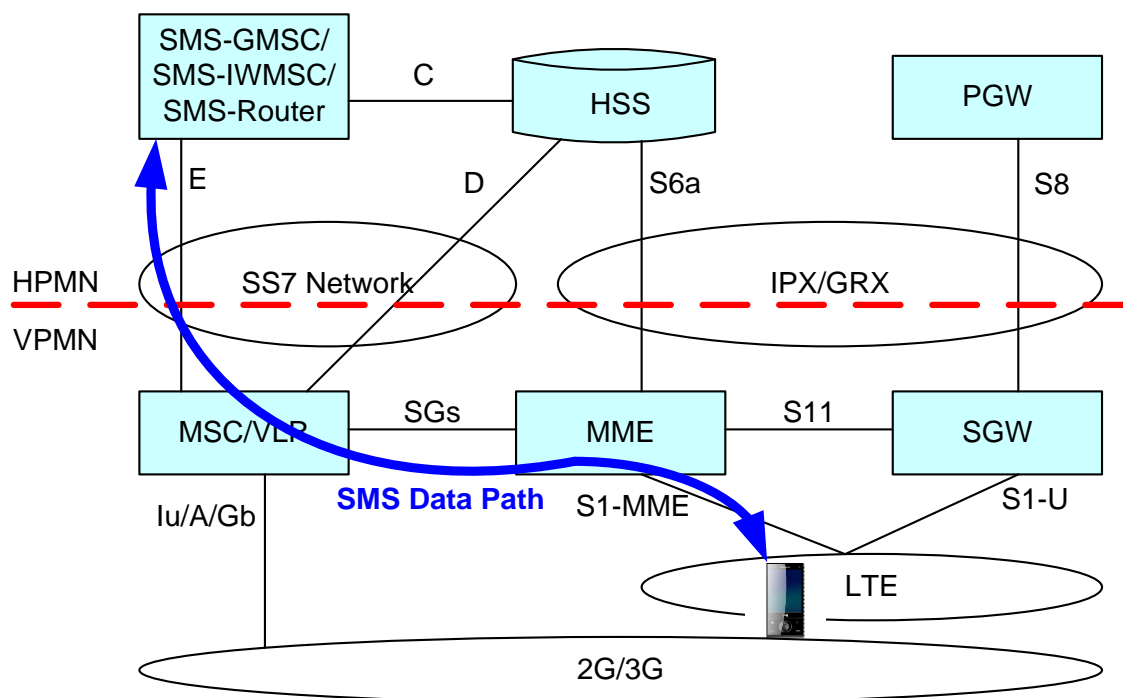 SMS-GMSC/
SMS-IWMSC/
SMS-Router
C
HSS
PGW
E
D
S6a
S8
HPMN
SS7 Network
IPX/GRX
VPMN
MSC/VLR
SGs
MME
S11
SGW
Iu/A/Gb
SMS Data Path
S1-MME
S1-U
LTE
2G/3G